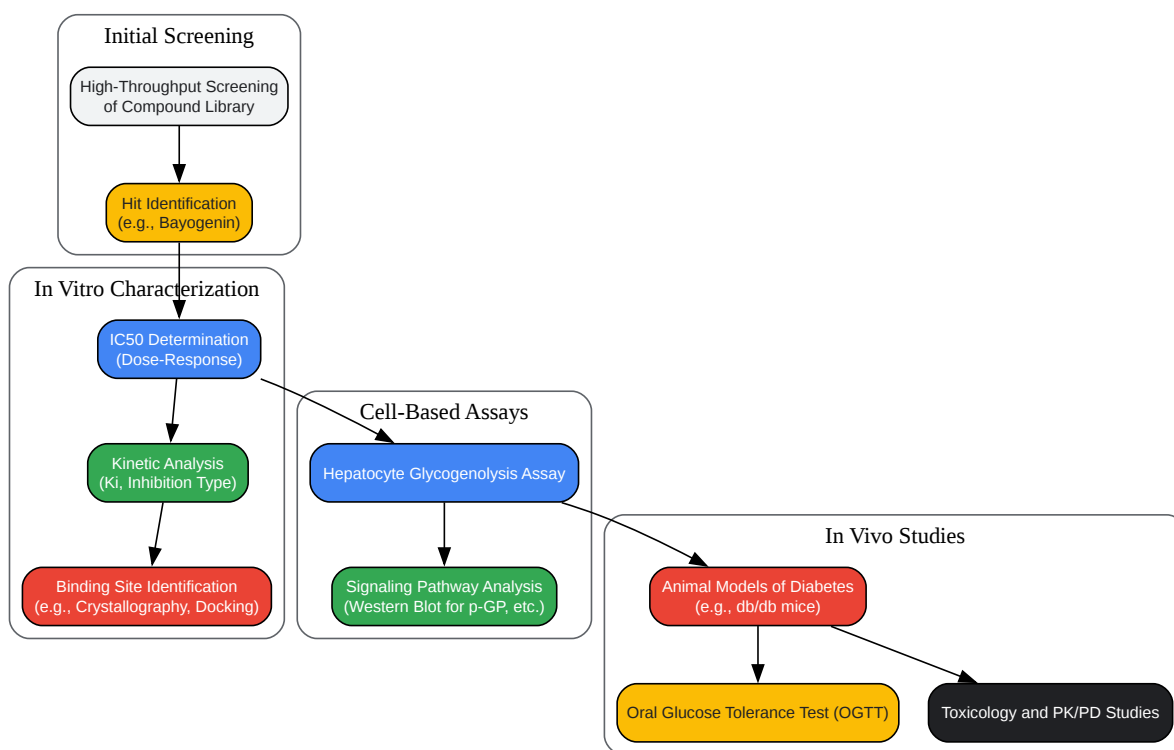 Initial Screening
High-Throughput Screening
of Compound Library
Hit Identification
(e.g., Bayogenin)
In Vitro Characterization
IC50 Determination
(Dose-Response)
Kinetic Analysis
(Ki, Inhibition Type)
Binding Site Identification
(e.g., Crystallography, Docking)
Cell-Based Assays
Hepatocyte Glycogenolysis Assay
Signaling Pathway Analysis
(Western Blot for p-GP, etc.)
In Vivo Studies
Animal Models of Diabetes
(e.g., db/db mice)
Oral Glucose Tolerance Test (OGTT)
Toxicology and PK/PD Studies